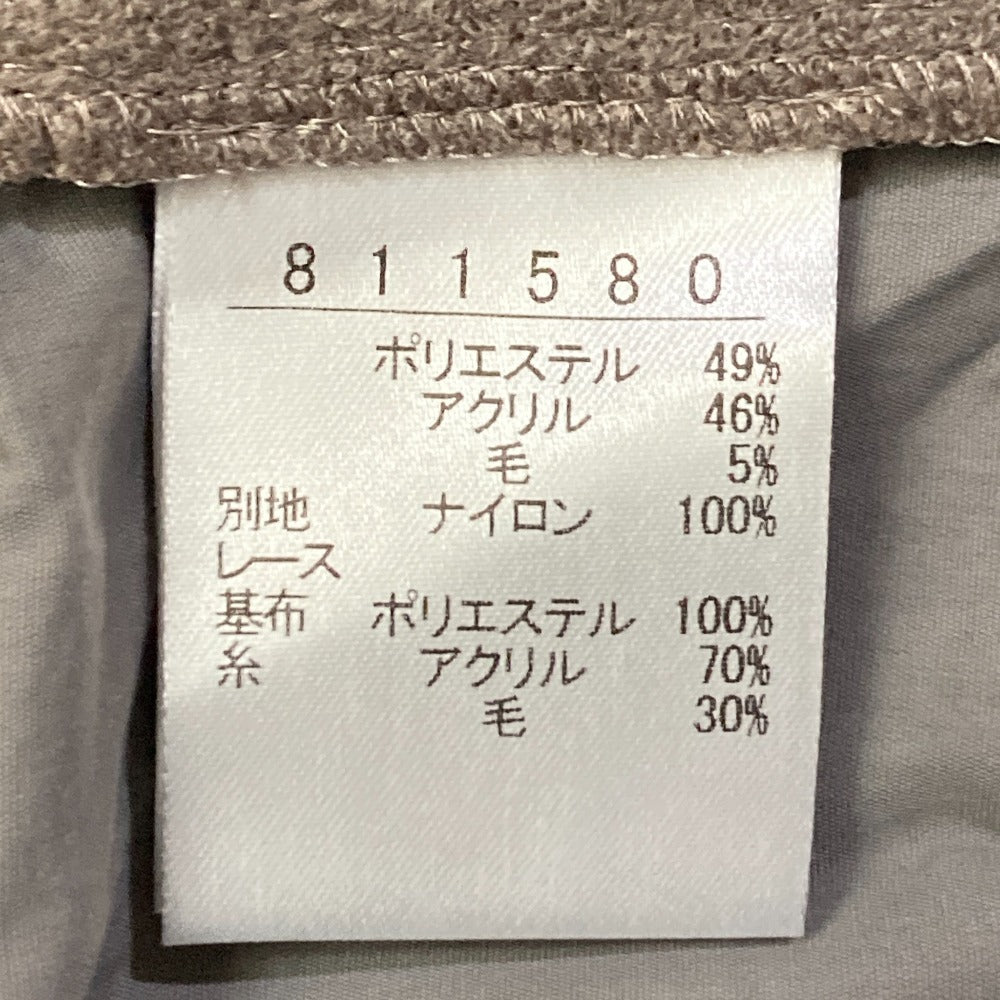 811580
ポリエステル 49%
アクリル 46%
毛 5%
別地 ナイロン 100%
レース
基布 ポリエステル 100%
糸 アクリル 70%
毛 30%